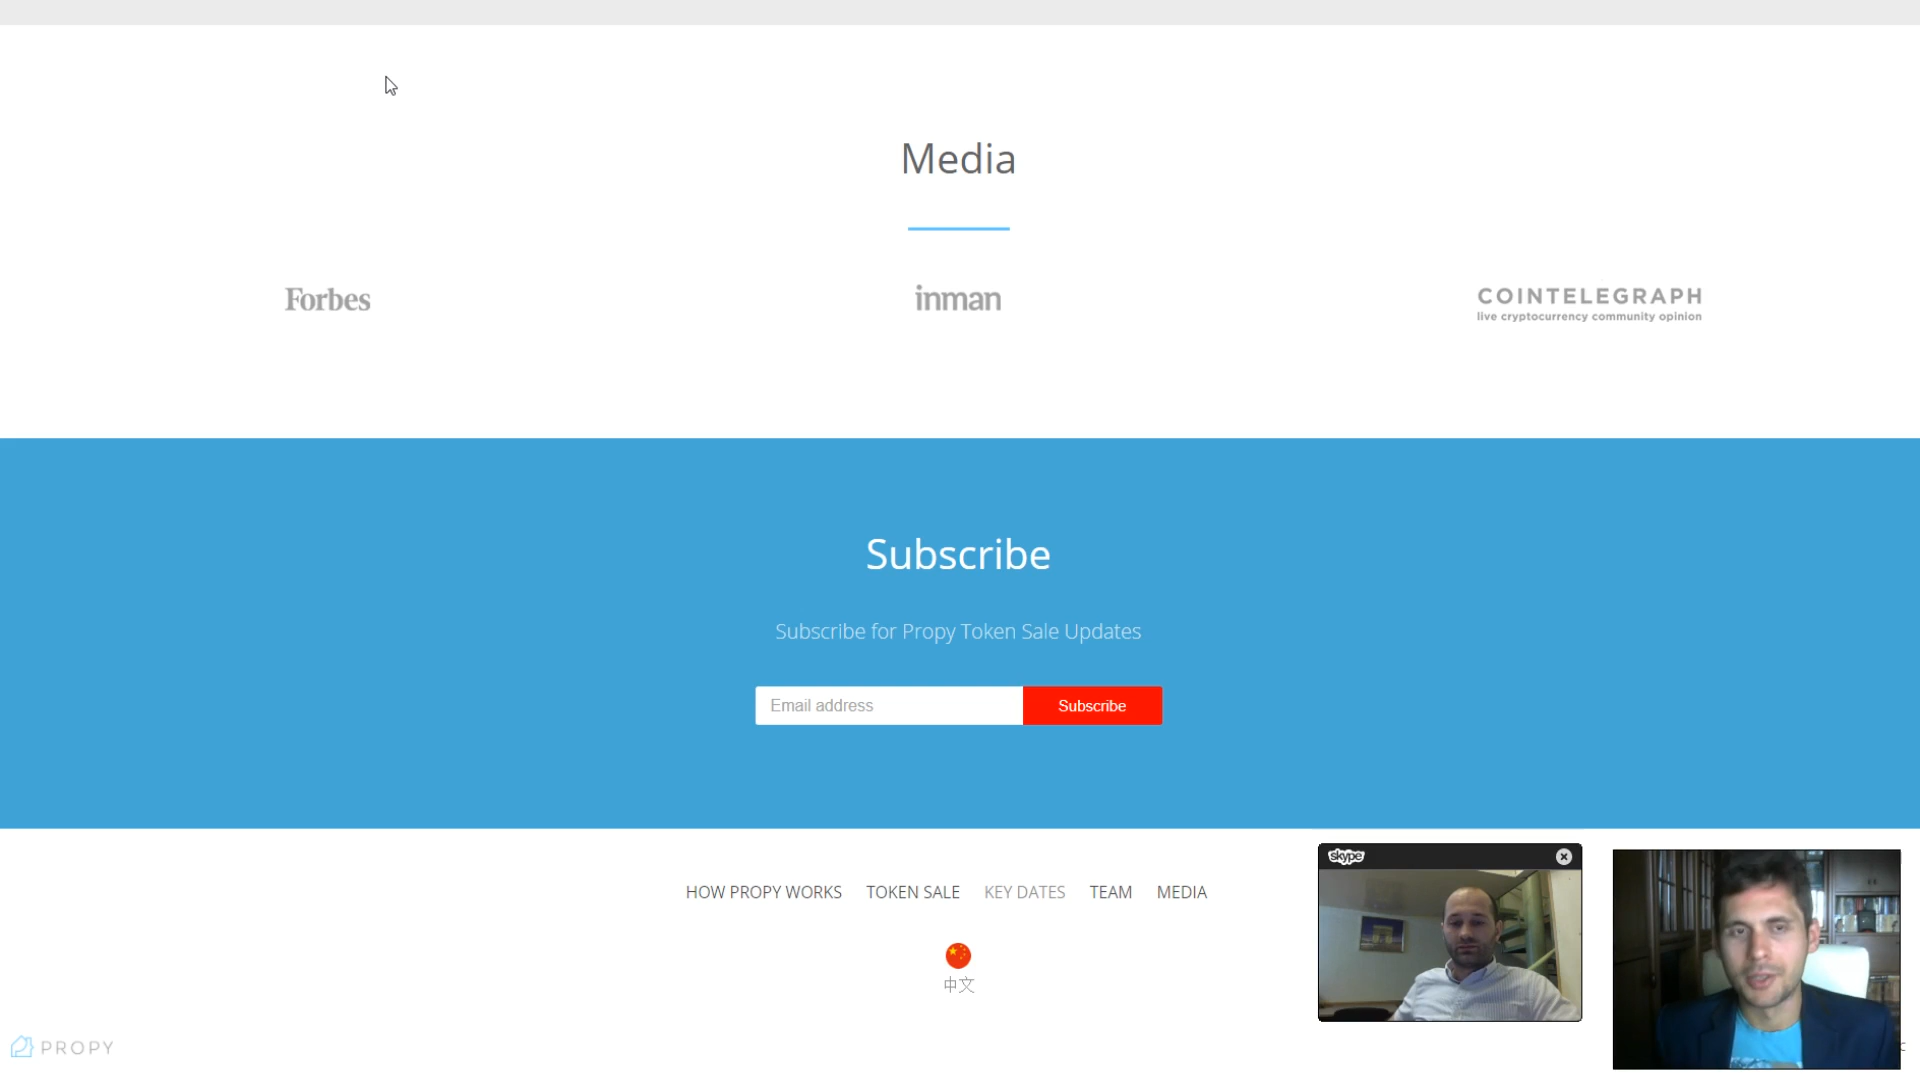 Media
Forbes
inman
COINTELEGRAPH
live cryptocurrency community opinion
Subscribe
Subscribe for Propy Token Sale Updates
Email address
Subscribe
HOW PROPY WORKS
TOKEN SALE
KEY DATES
TEAM
MEDIA
skype
中文
PROPY